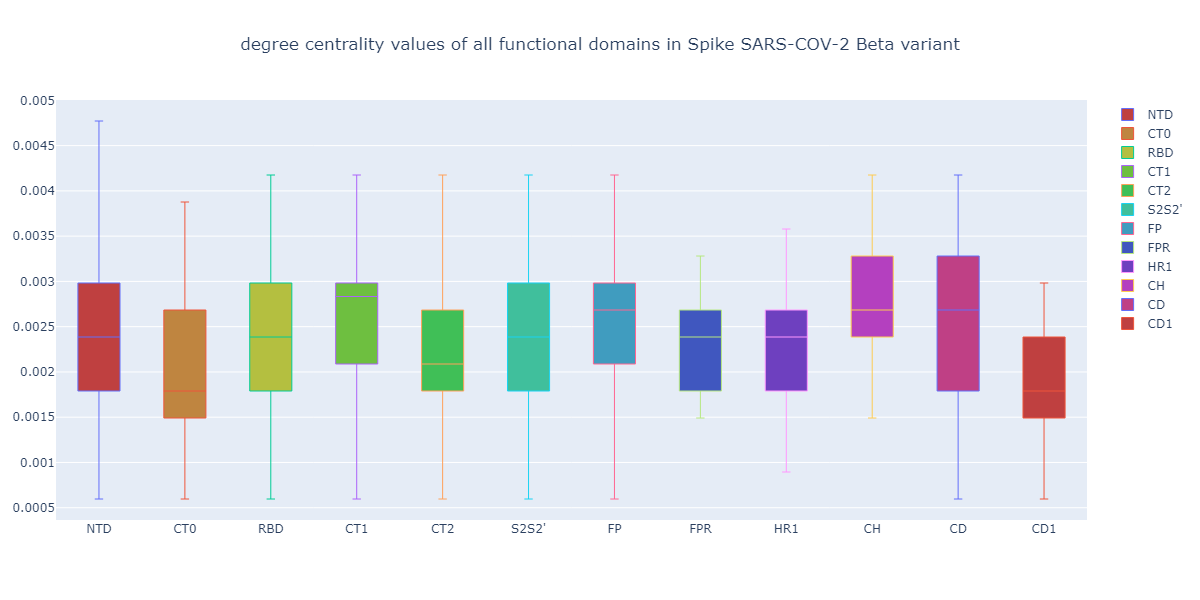 degree centrality values of all functional domains in Spike SARS-COV-2 Beta variant
0.005
0.0045
0.004
0.0035
0.003
0.0025
0.002
0.0015
0.001
0.0005
NTD CT0 RBD CT1 CT2 S2S2' FP FPR HR1 CH CD CD1
NTD
CT0
RBD
CT1
CT2
S2S2'
FP
FPR
HR1
CH
CD
CD1